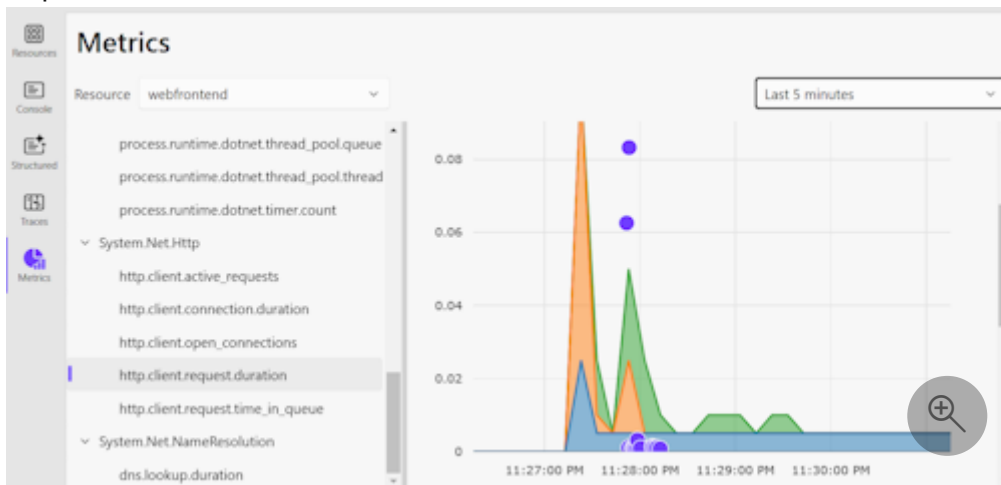 Metrics
Resources
Console
Structured
Traces
Metrics
Resource webfrontend
Last 5 minutes
process.runtime.dotnet.thread_pool.queue
process.runtime.dotnet.thread_pool.thread
process.runtime.dotnet.timer.count
System.Net.Http
http.client.active_requests
http.client.connection.duration
http.client.open_connections
http.client.request.duration
http.client.request.time_in_queue
System.Net.NameResolution
dns.lookup.duration
0.08
0.06
0.04
0.02
0
11:27:00 PM 11:28:00 PM 11:29:00 PM 11:30:00 PM